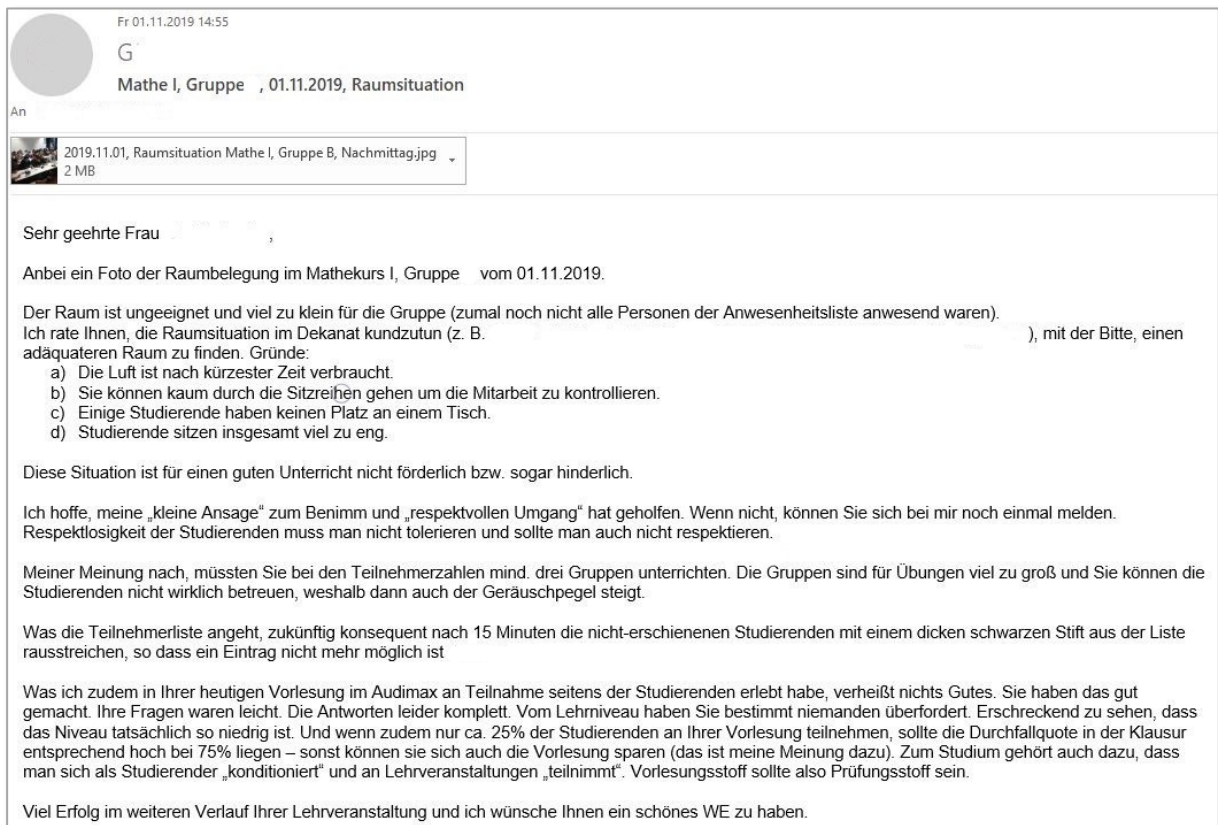 Fr 01.11.2019 14:55
G
Mathe I, Gruppe , 01.11.2019, Raumsituation
An
2019.11.01, Raumsituation Mathe I, Gruppe B, Nachmittag.jpg
2 MB
Sehr geehrte Frau ,
Anbei ein Foto der Raumbelegung im Mathekurs I, Gruppe vom 01.11.2019.
Der Raum ist ungeeignet und viel zu klein für die Gruppe (zumal noch nicht alle Personen der Anwesenheitsliste anwesend waren).
Ich rate Ihnen, die Raumsituation im Dekanat kundzutun (z. B. ), mit der Bitte, einen
adäquateren Raum zu finden. Gründe:
a) Die Luft ist nach kürzester Zeit verbraucht.
b) Sie können kaum durch die Sitzreihen gehen um die Mitarbeit zu kontrollieren.
c) Einige Studierende haben keinen Platz an einem Tisch.
d) Studierende sitzen insgesamt viel zu eng.
Diese Situation ist für einen guten Unterricht nicht förderlich bzw. sogar hinderlich.
Ich hoffe, meine „kleine Ansage“ zum Benimm und „respektvollen Umgang“ hat geholfen. Wenn nicht, können Sie sich bei mir noch einmal melden.
Respektlosigkeit der Studierenden muss man nicht tolerieren und sollte man auch nicht respektieren.
Meiner Meinung nach, müssten Sie bei den Teilnehmerzahlen mind. drei Gruppen unterrichten. Die Gruppen sind für Übungen viel zu groß und Sie können die
Studierenden nicht wirklich betreuen, weshalb dann auch der Geräuschpegel steigt.
Was die Teilnehmerliste angeht, zukünftig konsequent nach 15 Minuten die nicht-erschienenen Studierenden mit einem dicken schwarzen Stift aus der Liste
rausstreichen, so dass ein Eintrag nicht mehr möglich ist
Was ich zudem in Ihrer heutigen Vorlesung im Audimax an Teilnahme seitens der Studierenden erlebt habe, verheißt nichts Gutes. Sie haben das gut
gemacht. Ihre Fragen waren leicht. Die Antworten leider komplett. Vom Lehrniveau haben Sie bestimmt niemanden überfordert. Erschreckend zu sehen, dass
das Niveau tatsächlich so niedrig ist. Und wenn zudem nur ca. 25% der Studierenden an Ihrer Vorlesung teilnehmen, sollte die Durchfallquote in der Klausur
entsprechend hoch bei 75% liegen – sonst können sie sich auch die Vorlesung sparen (das ist meine Meinung dazu). Zum Studium gehört auch dazu, dass
man sich als Studierender „konditioniert“ und an Lehrveranstaltungen „teilnimmt“. Vorlesungsstoff sollte also Prüfungsstoff sein.
Viel Erfolg im weiteren Verlauf Ihrer Lehrveranstaltung und ich wünsche Ihnen ein schönes WE zu haben.